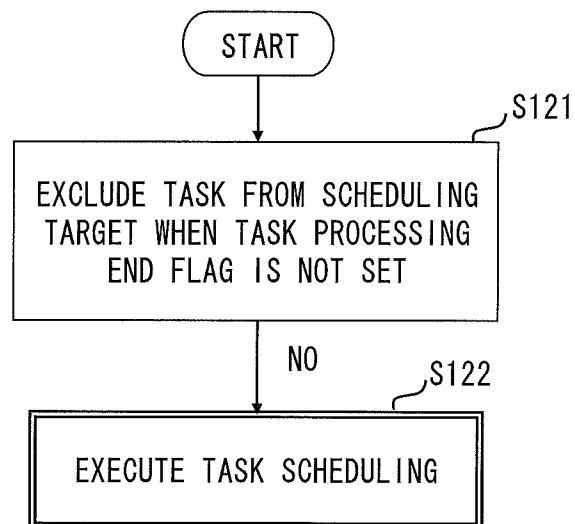 START
S121
EXCLUDE TASK FROM SCHEDULING
TARGET WHEN TASK PROCESSING
END FLAG IS NOT SET
NO
S122
EXECUTE TASK SCHEDULING